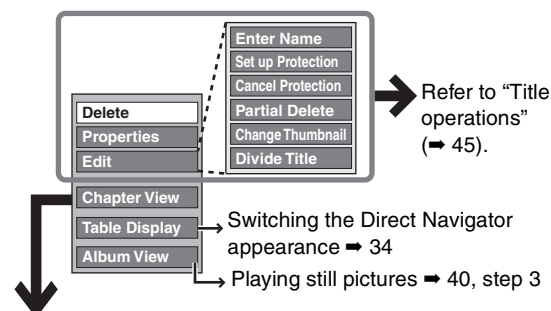 Enter Name
Set up Protection
Cancel Protection
Partial Delete
Change Thumbnail
Divide Title
Refer to “Title
operations”
(➡ 45).
Delete
Properties
Edit
Chapter View
Table Display
Album View
Switching the Direct Navigator
appearance ➡ 34
Playing still pictures ➡ 40, step 3